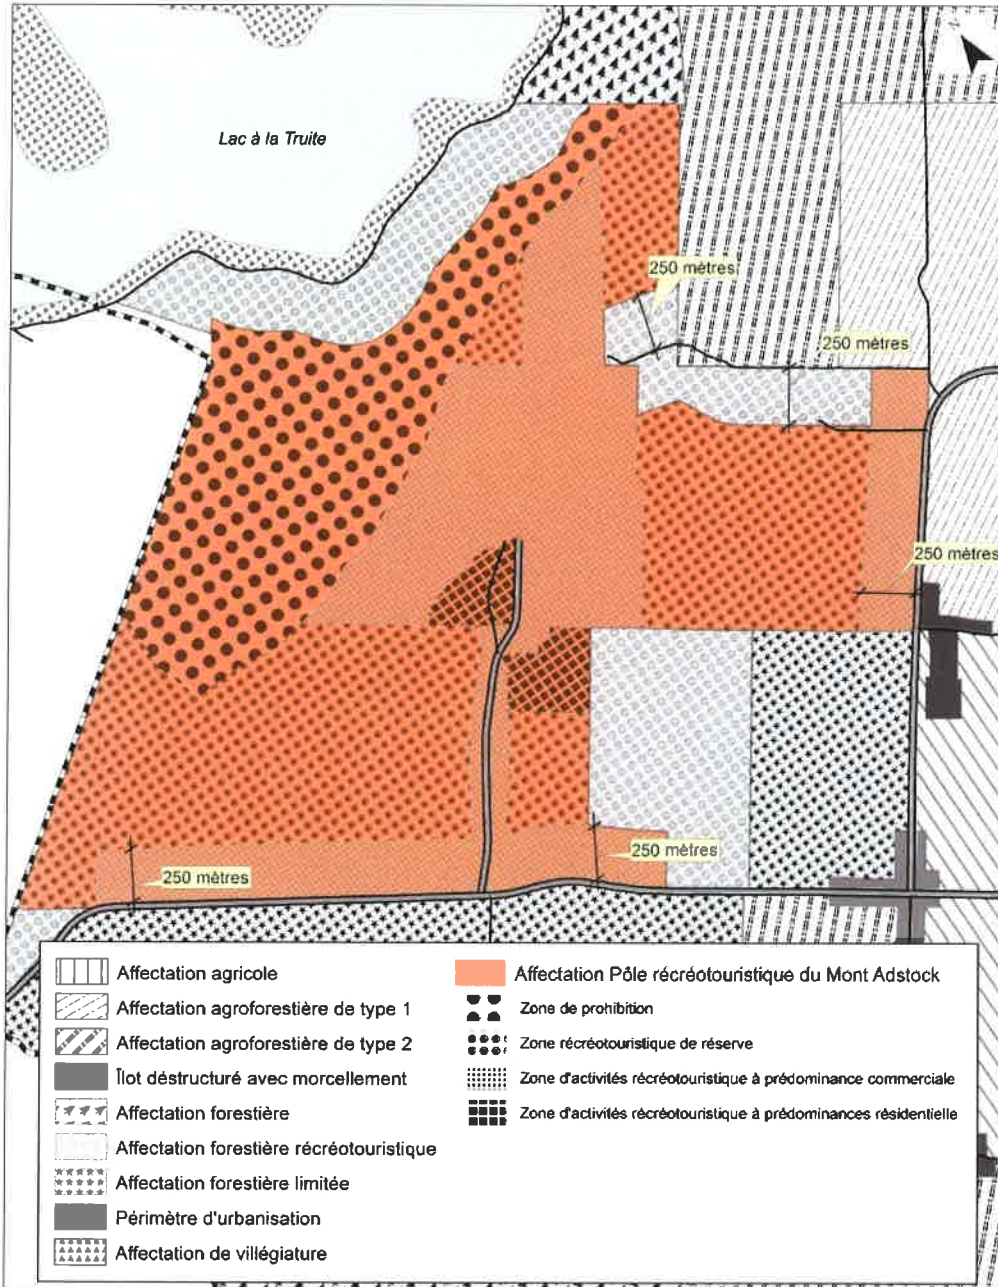 Lac à la Truite
250 mètres
250 mètres
250 mètres
250 mètres
250 mètres
Affectation agricole
Affectation agroforestière de type 1
Affectation agroforestière de type 2
Îlot déstructuré avec morcellement
Affectation forestière
Affectation forestière récréotouristique
Affectation forestière limitée
Périmètre d'urbanisation
Affectation de villégiature
Affectation Pôle récréotouristique du Mont Adstock
Zone de prohibition
Zone récréotouristique de réserve
Zone d'activités récréotouristique à prédominance commerciale
Zone d'activités récréotouristique à prédominances résidentielle